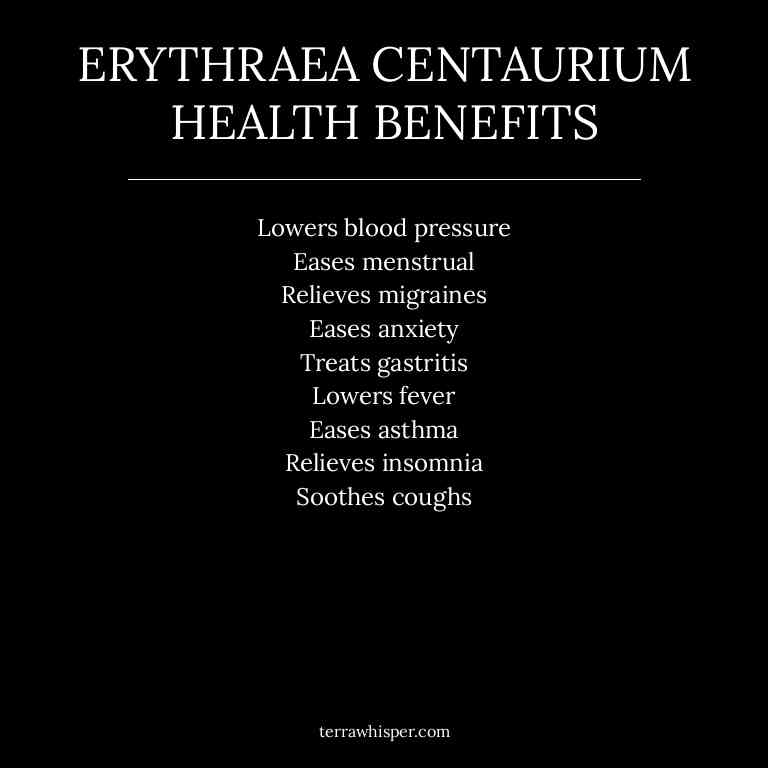 ERYTHRAEA CENTAURIUM
HEALTH BENEFITS
Lowers blood pressure
Eases menstrual
Relieves migraines
Eases anxiety
Treats gastritis
Lowers fever
Eases asthma
Relieves insomnia
Soothes coughs
terrawhisper.com